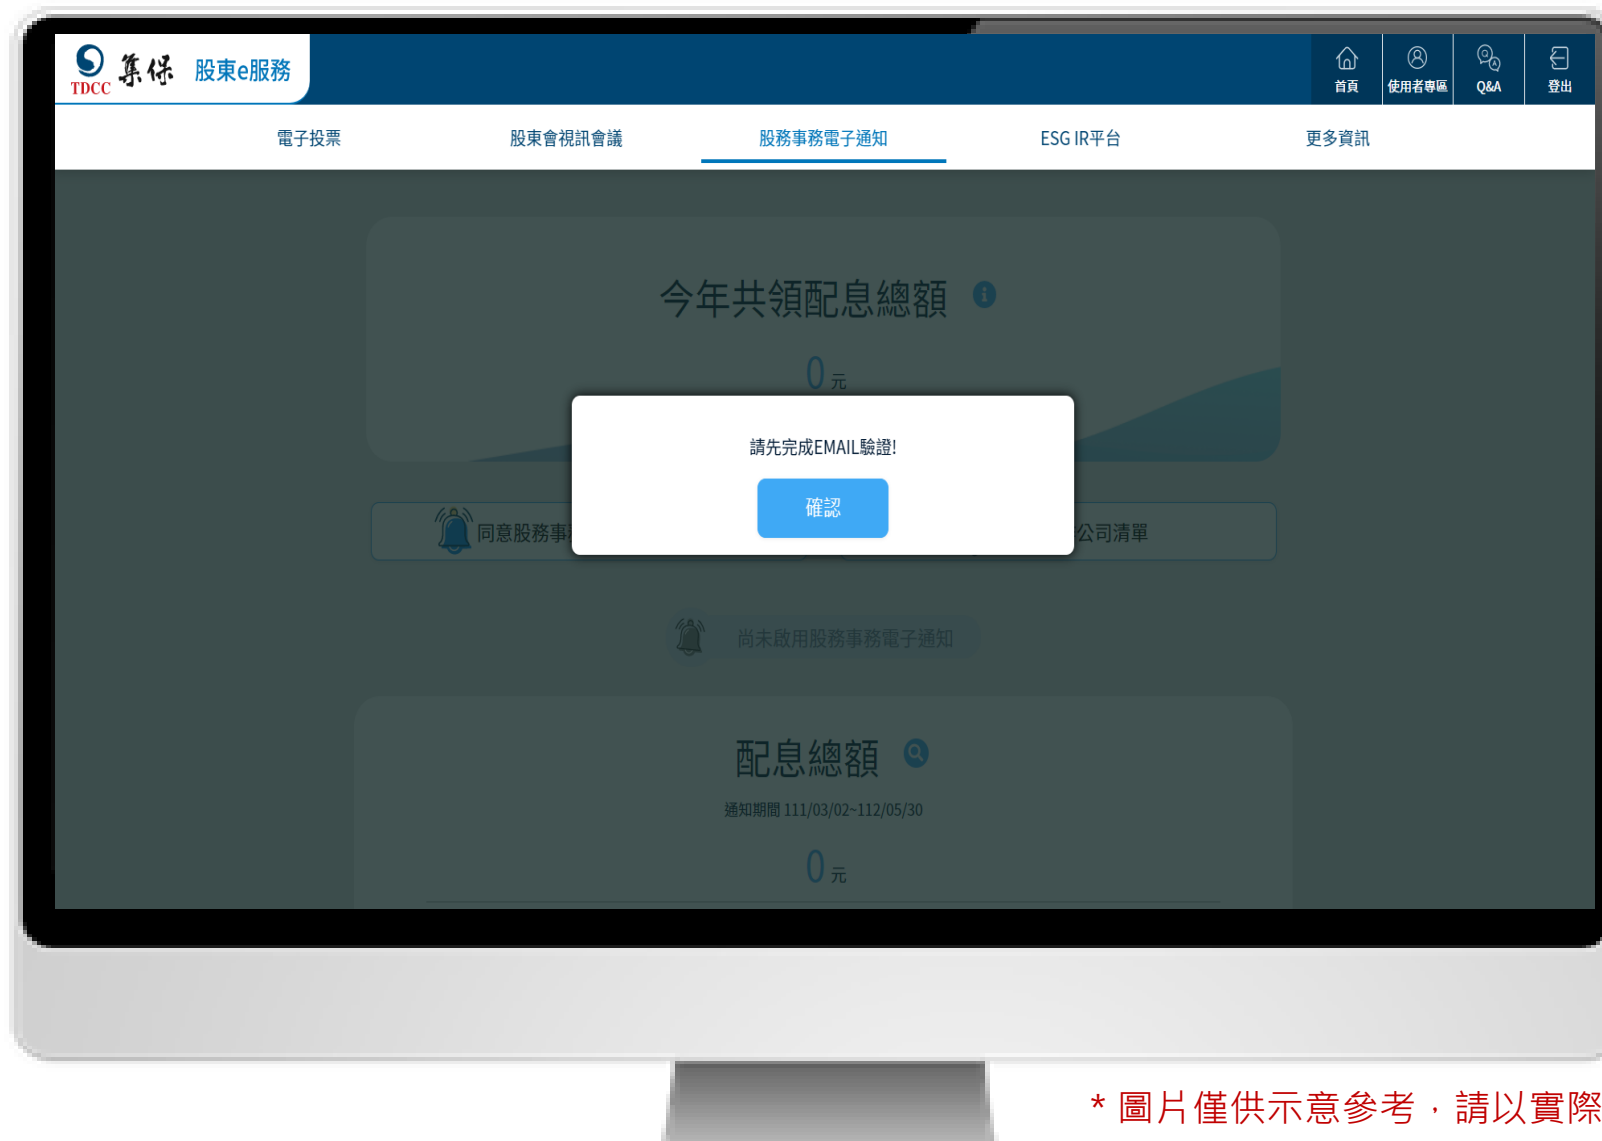 TDCC 集保 股東e服務
首頁 使用者專區 Q&A 登出
電子投票 股東會視訊會議 股務事務電子通知 ESG IR平台 更多資訊
今年共領配息總額
0 元
請先完成EMAIL驗證!
確認
同意股務事 公司清單
尚未啟用股務事務電子通知
配息總額
通知期間 111/03/02~112/05/30
0 元
* 圖片僅供示意參考，請以實際